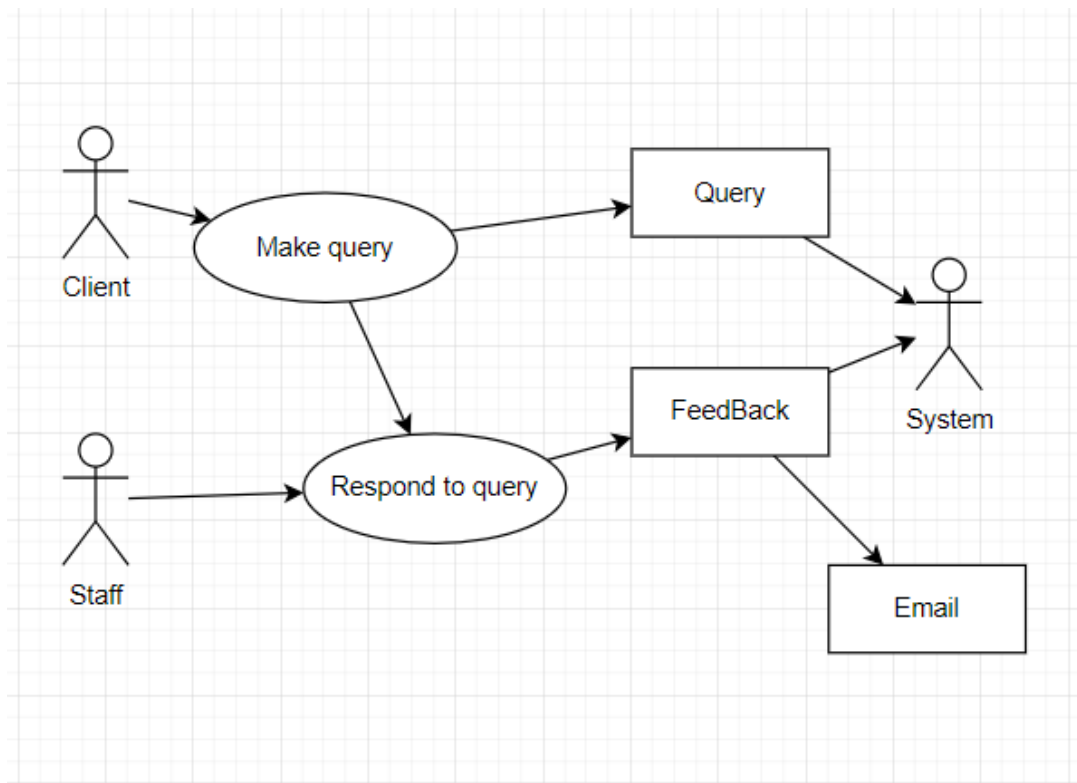 Query
Make query
Client
FeedBack
System
Respond to query
Staff
Email